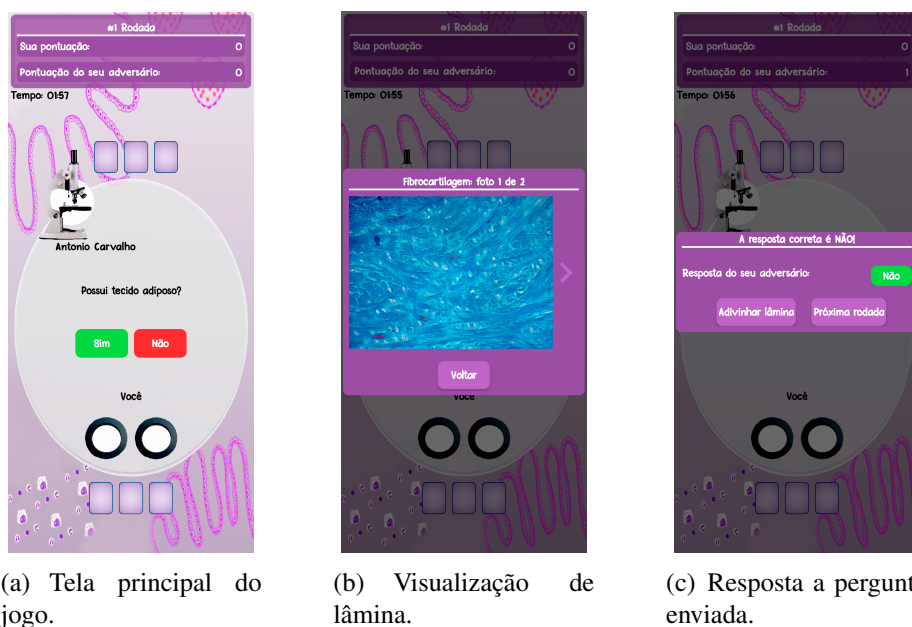 #1 Rodada
Sua pontuação: 0
Pontuação do seu adversário: 0
Tempo: 01:57
Antonio Carvalho
Possui tecido adiposo?
Sim Não
Você
(a) Tela principal do
jogo.
#1 Rodada
Sua pontuação: 0
Pontuação do seu adversário: 0
Tempo: 01:55
Fibrocartilagem: foto 1 de 2
Voltar
Você
(b) Visualização de
lâmina.
#1 Rodada
Sua pontuação: 0
Pontuação do seu adversário: 1
Tempo: 01:56
A resposta correta é NÃO!
Resposta do seu adversário: Não
Adivinhar lâmina Próxima rodada
Você
(c) Resposta a pergunt
enviada.